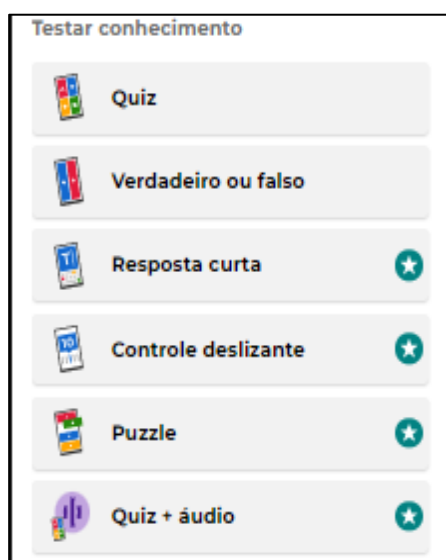 Testar conhecimento
Quiz
Verdadeiro ou falso
Resposta curta
Controle deslizante
Puzzle
Quiz + áudio